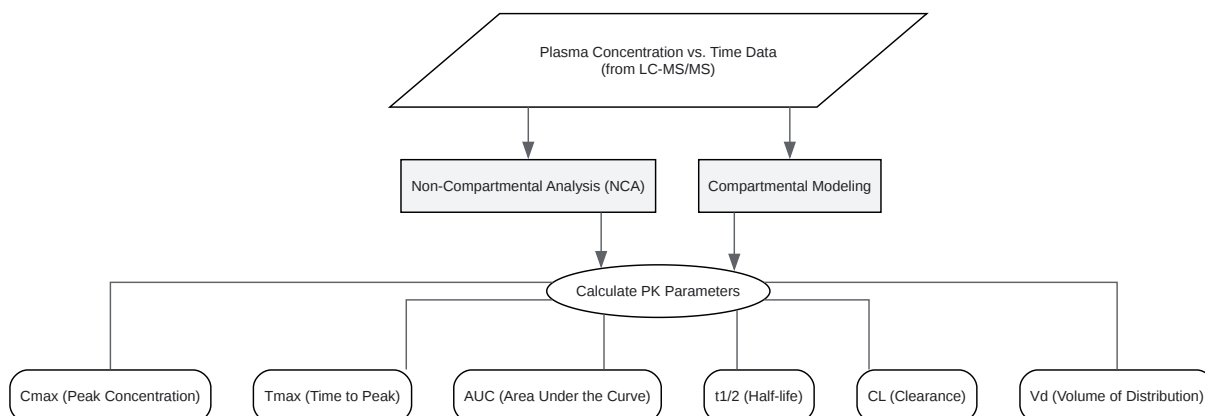 Plasma Concentration vs. Time Data
(from LC-MS/MS)
Non-Compartmental Analysis (NCA)
Compartmental Modeling
Calculate PK Parameters
Cmax (Peak Concentration)
Tmax (Time to Peak)
AUC (Area Under the Curve)
t1/2 (Half-life)
CL (Clearance)
Vd (Volume of Distribution)